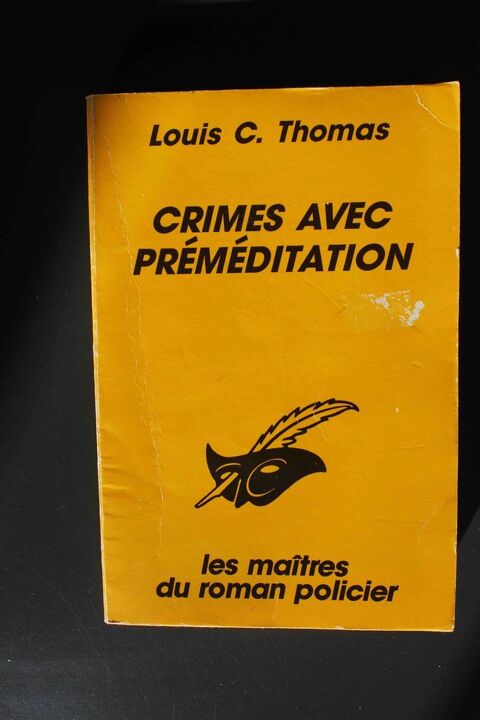 Louis C. Thomas
CRIMES AVEC
PRÉMÉDITATION
les maîtres
du roman policier